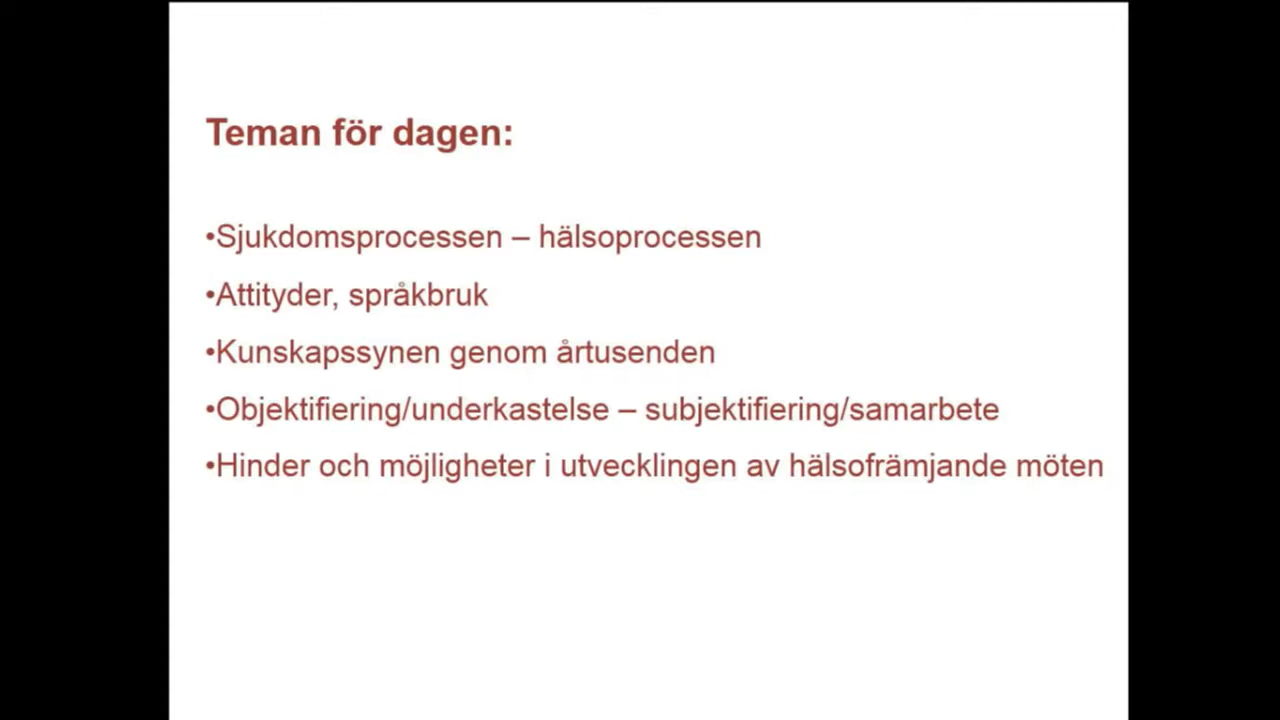 Teman för dagen:
•Sjukdomsprocessen – hälsoprocessen
•Attityder, språkbruk
•Kunskapssynen genom årtusenden
•Objektifiering/underkastelse – subjektifiering/samarbete
•Hinder och möjligheter i utvecklingen av hälsofrämjande möten